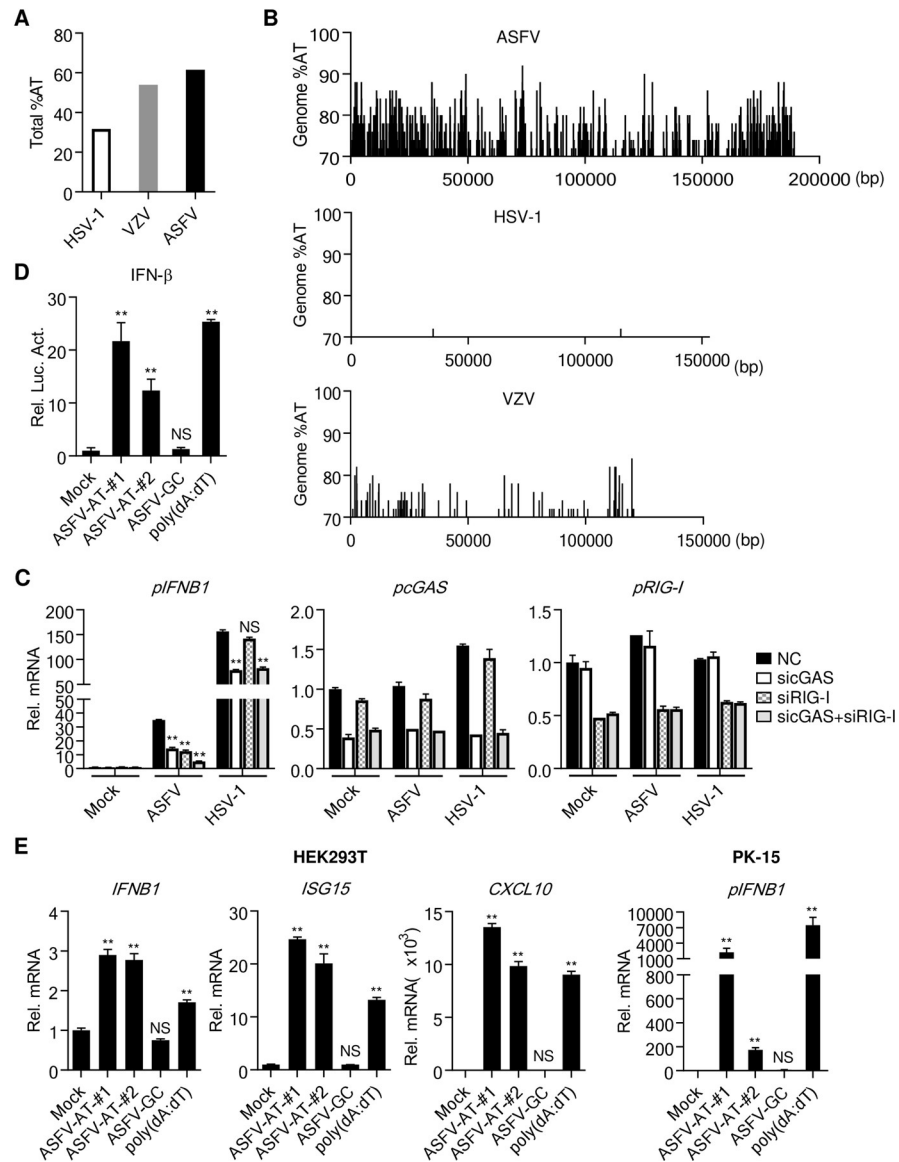 A
Total %AT
80
60
40
20
0
HSV-1
VZV
ASFV
B
ASFV
Genome %AT
100
90
80
70
0
50000
100000
150000
200000
(bp)
HSV-1
Genome %AT
100
90
80
70
0
50000
100000
150000
(bp)
VZV
Genome %AT
100
90
80
70
0
50000
100000
150000
(bp)
D
IFN-β
Rel. Luc. Act.
30
20
10
0
**
**
NS
**
Mock
ASFV-AT-#1
ASFV-AT-#2
ASFV-GC
poly(dA:dT)
C
pIFNB1
Rel. mRNA
200
150
100
50
50
40
30
20
10
0
** ** **
** NS **
Mock
ASFV
HSV-1
pcGAS
2.0
1.5
1.0
0.5
0.0
Mock
ASFV
HSV-1
pRIG-I
1.5
1.0
0.5
0.0
Mock
ASFV
HSV-1
NC
sicGAS
siRIG-I
sicGAS+siRIG-I
E
HEK293T
PK-15
IFNB1
Rel. mRNA
4
3
2
1
0
**
**
NS
**
Mock
ASFV-AT-#1
ASFV-AT-#2
ASFV-GC
poly(dA:dT)
ISG15
Rel. mRNA
30
20
10
0
**
**
NS
**
Mock
ASFV-AT-#1
ASFV-AT-#2
ASFV-GC
poly(dA:dT)
CXCL10
Rel. mRNA( x10³)
15
10
5
0
**
**
NS
**
Mock
ASFV-AT-#1
ASFV-AT-#2
ASFV-GC
poly(dA:dT)
pIFNB1
Rel. mRNA
10000
7000
4000
1000
800
600
400
200
0
**
**
NS
**
Mock
ASFV-AT-#1
ASFV-AT-#2
ASFV-GC
poly(dA:dT)